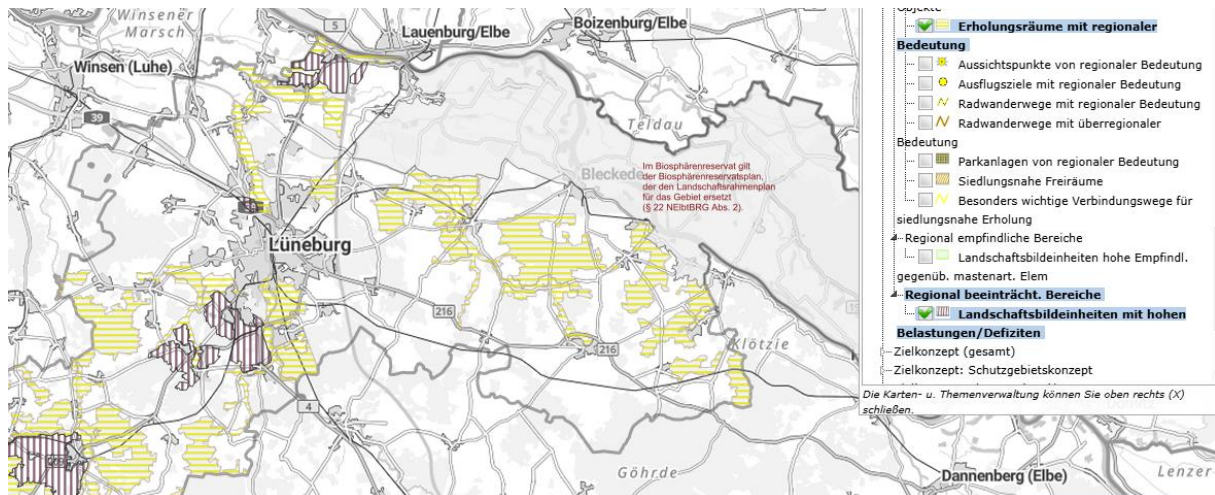 Winsener
Marsch
5
Lauenburg/Elbe
Boizenburg/Elbe
Winsen (Luhe)
39
Teldau
Bleckede
Im Biosphärenreservat gilt
der Biosphärenreservatsplan,
der den Landschaftsrahmenplan
für das Gebiet ersetzt
(§ 22 NElbtBRG Abs. 2).
Lüneburg
216
216
Klötzie
4
Göhrde
Dannenberg (Elbe)
Lenzer
Objekte
Erholungsräume mit regionaler
Bedeutung
Aussichtspunkte von regionaler Bedeutung
Ausflugsziele mit regionaler Bedeutung
Radwanderwege mit regionaler Bedeutung
Radwanderwege mit überregionaler
Bedeutung
Parkanlagen von regionaler Bedeutung
Siedlungsnahe Freiräume
Besonders wichtige Verbindungswege für
siedlungsnahe Erholung
Regional empfindliche Bereiche
Landschaftsbildeinheiten hohe Empfindl.
gegenüb. mastenart. Elem
Regional beeinträcht. Bereiche
Landschaftsbildeinheiten mit hohen
Belastungen/Defiziten
Zielkonzept (gesamt)
Zielkonzept: Schutzgebietskonzept
Die Karten- u. Themenverwaltung können Sie oben rechts (X)
schließen.